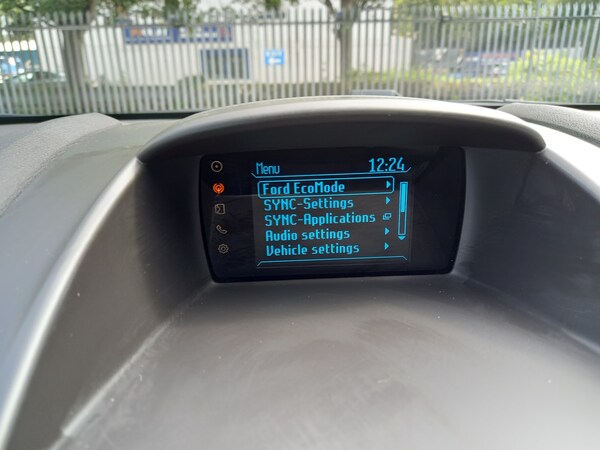 Menu 12:24
Ford EcoMode
SYNC-Settings
SYNC-Applications
Audio settings
Vehicle settings